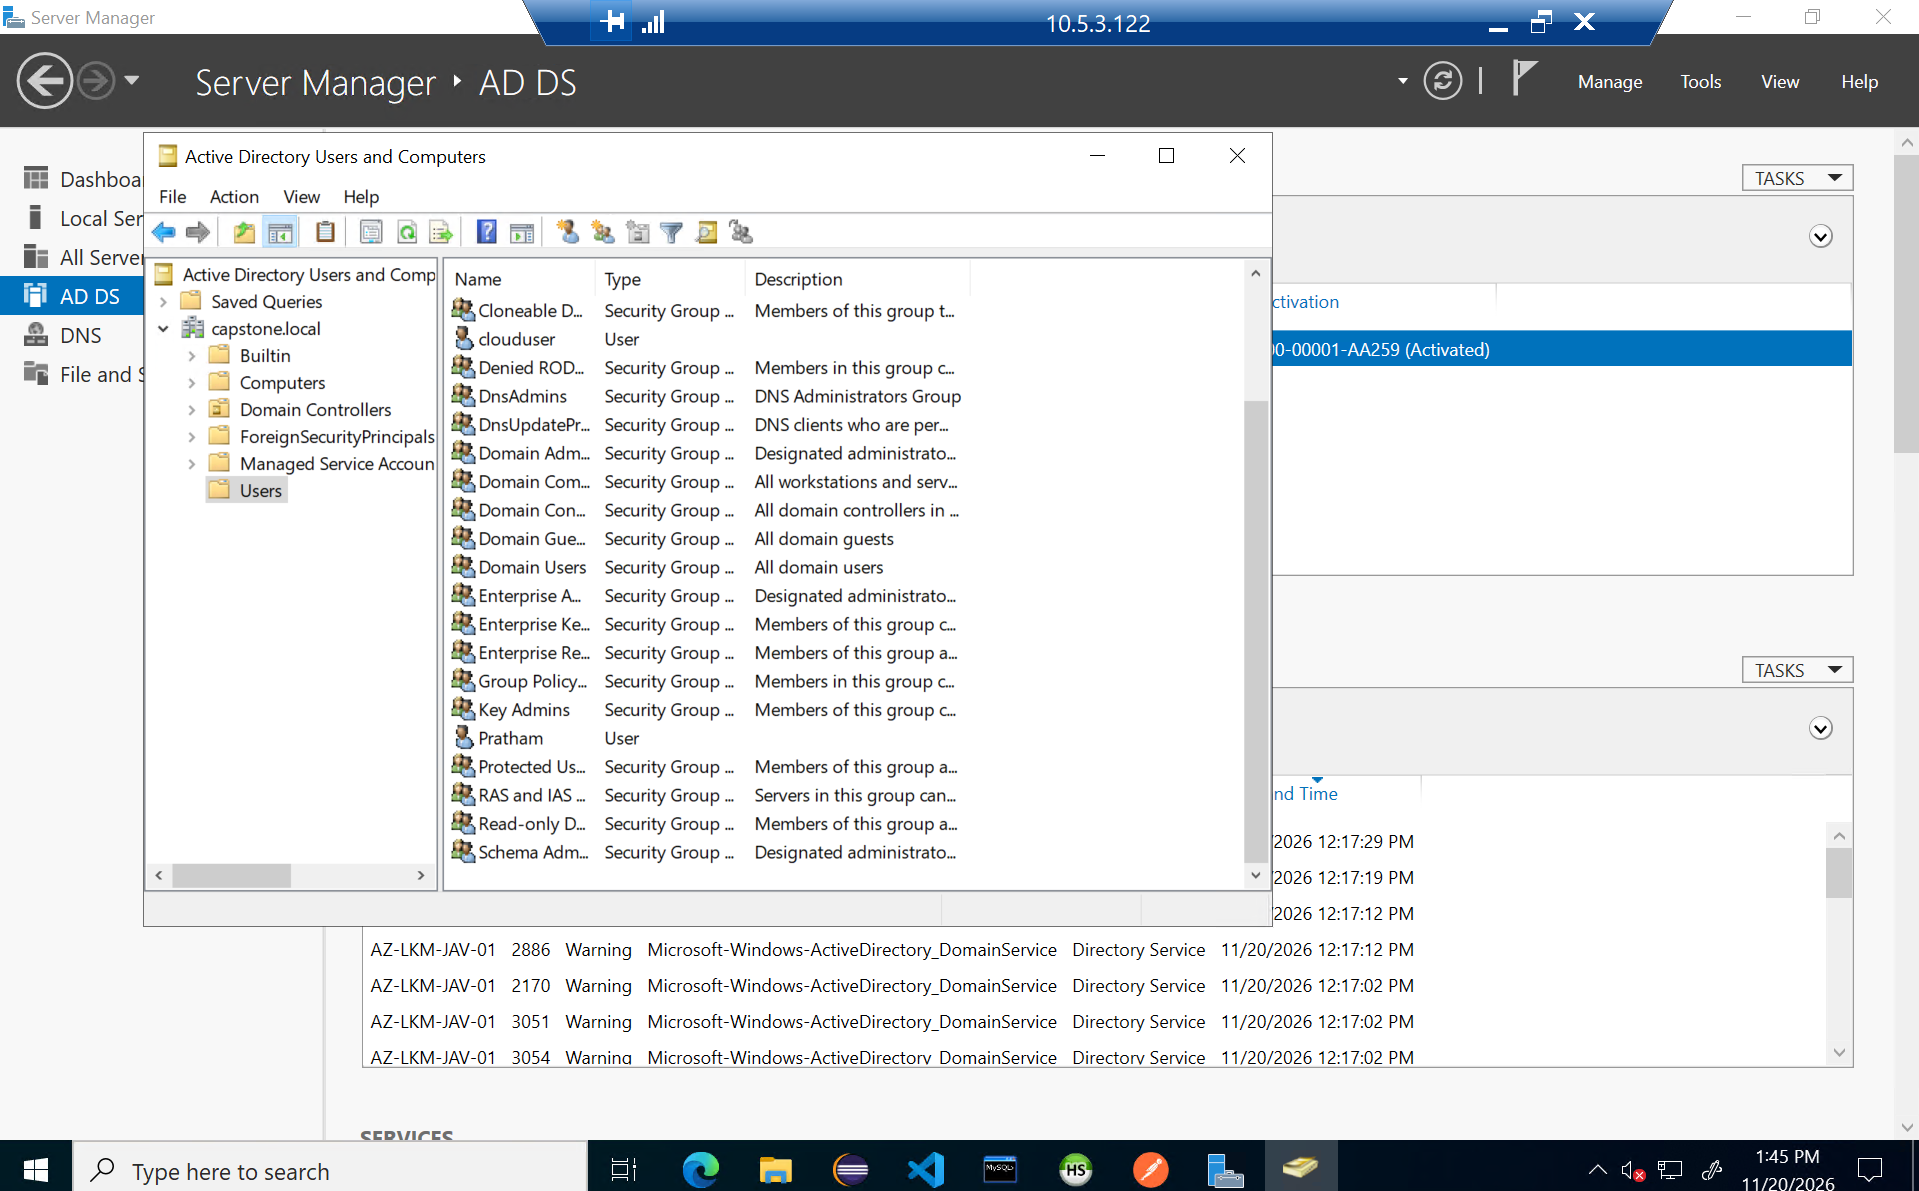 Server Manager
10.5.3.122
Server Manager ‣ AD DS
Manage Tools View Help
Dashboa
Local Ser
All Server
AD DS
DNS
File and S
TASKS
Active Directory Users and Computers
File Action View Help
Active Directory Users and Comp
Saved Queries
capstone.local
Builtin
Computers
Domain Controllers
ForeignSecurityPrincipals
Managed Service Accoun
Users
Name Type Description
Cloneable D... Security Group ... Members of this group t...
clouduser User
Denied ROD... Security Group ... Members in this group c...
DnsAdmins Security Group ... DNS Administrators Group
DnsUpdatePr... Security Group ... DNS clients who are per...
Domain Adm... Security Group ... Designated administrato...
Domain Com... Security Group ... All workstations and serv...
Domain Con... Security Group ... All domain controllers in ...
Domain Gue... Security Group ... All domain guests
Domain Users Security Group ... All domain users
Enterprise A... Security Group ... Designated administrato...
Enterprise Ke... Security Group ... Members of this group c...
Enterprise Re... Security Group ... Members of this group a...
Group Policy... Security Group ... Members in this group c...
Key Admins Security Group ... Members of this group c...
Pratham User
Protected Us... Security Group ... Members of this group a...
RAS and IAS ... Security Group ... Servers in this group can...
Read-only D... Security Group ... Members of this group a...
Schema Adm... Security Group ... Designated administrato...
ctivation
00-00001-AA259 (Activated)
TASKS
nd Time
/2026 12:17:29 PM
/2026 12:17:19 PM
/2026 12:17:12 PM
AZ-LKM-JAV-01 2886 Warning Microsoft-Windows-ActiveDirectory_DomainService Directory Service 11/20/2026 12:17:12 PM
AZ-LKM-JAV-01 2170 Warning Microsoft-Windows-ActiveDirectory_DomainService Directory Service 11/20/2026 12:17:02 PM
AZ-LKM-JAV-01 3051 Warning Microsoft-Windows-ActiveDirectory_DomainService Directory Service 11/20/2026 12:17:02 PM
AZ-LKM-JAV-01 3054 Warning Microsoft-Windows-ActiveDirectory_DomainService Directory Service 11/20/2026 12:17:02 PM
SERVICES
Type here to search
MySQL
HS
1:45 PM
11/20/2026